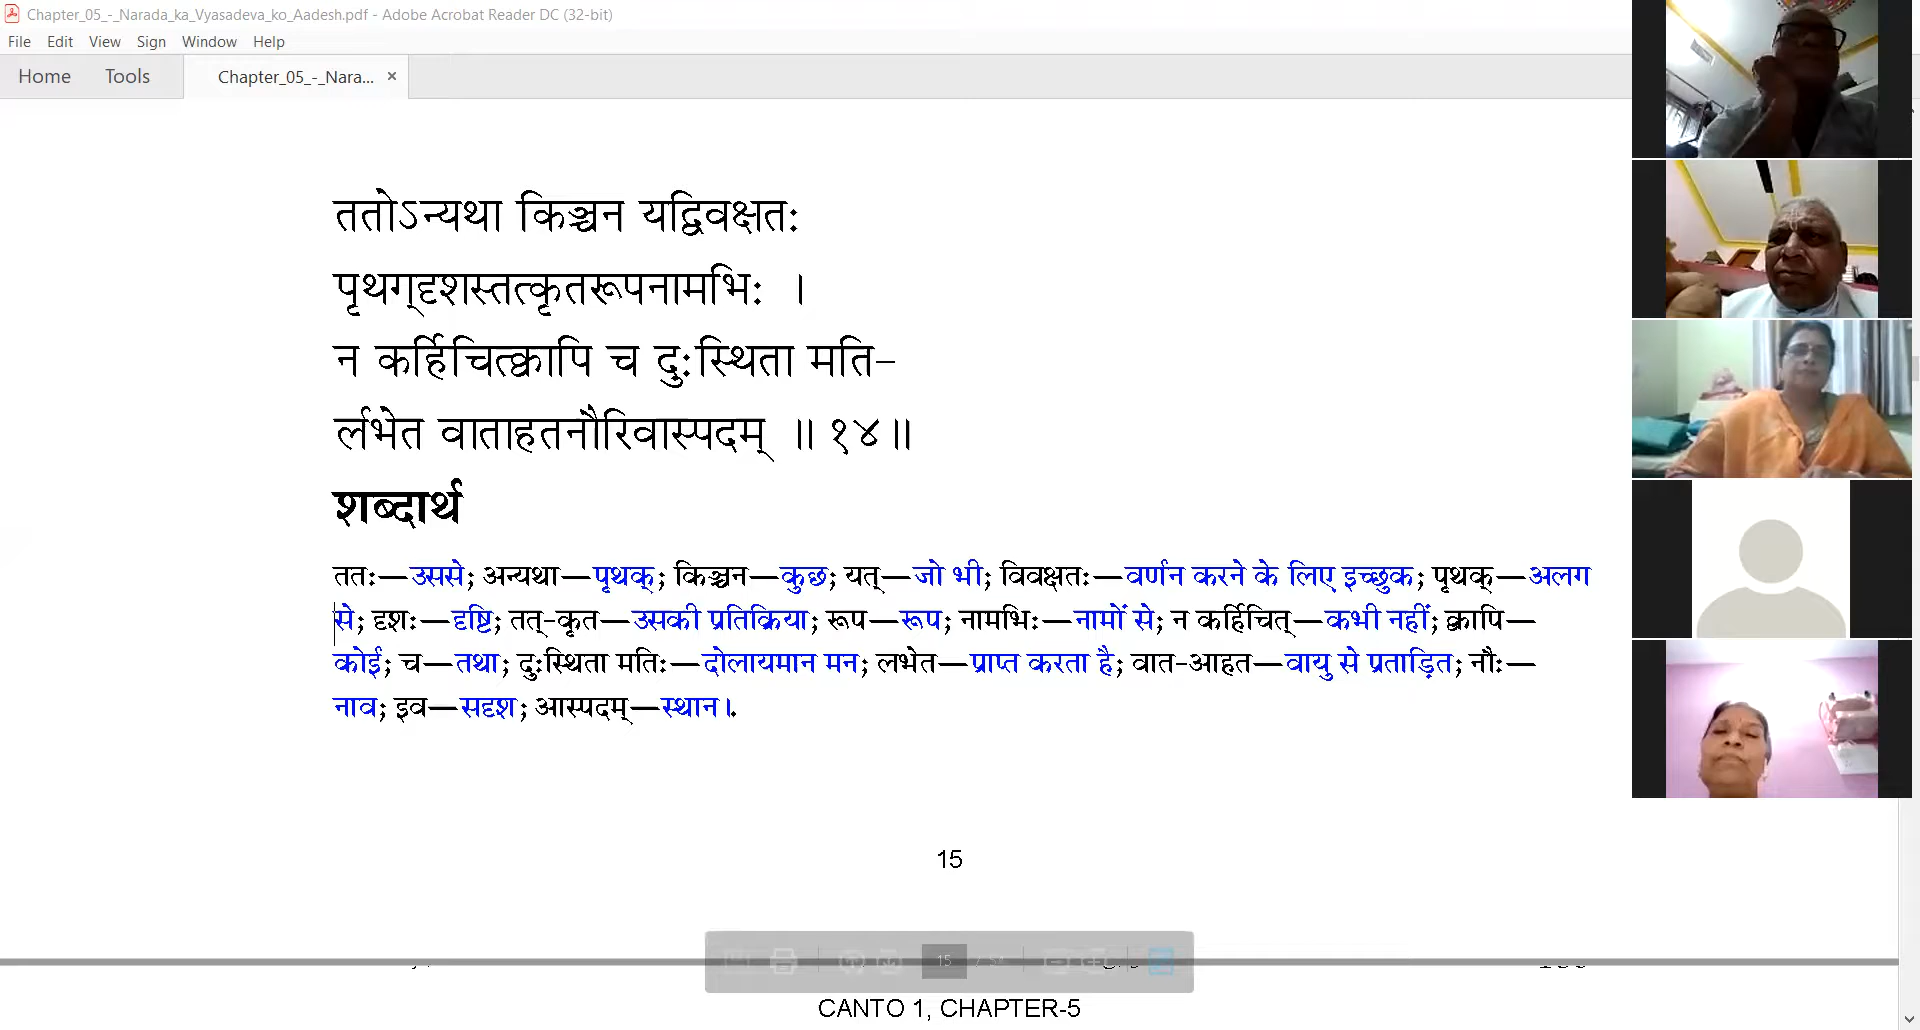 Chapter_05_-_Narada_ka_Vyasadeva_ko_Aadesh.pdf - Adobe Acrobat Reader DC (32-bit)
File Edit View Sign Window Help
Home Tools Chapter_05_-_Nara... ×
ततोऽन्यथा किञ्चन यद्विवक्षतः
पृथग्दृशस्तत्कृतरूपनामभिः ।
न कर्हिचित्क्वापि च दुःस्थिता मति-
र्लभेत वाताहतनौरिवास्पदम् ॥ १४॥
शब्दार्थ
ततः—उससे; अन्यथा—पृथक्; किञ्चन—कुछ; यत्—जो भी; विवक्षतः—वर्णन करने के लिए इच्छुक; पृथक्—अलग
से; दृशः—दृष्टि; तत्-कृत—उसकी प्रतिक्रिया; रूप—रूप; नामभिः—नामों से; न कर्हिचित्—कभी नहीं; क्वापि—
कोई; च—तथा; दुःस्थिता मतिः—दोलायमान मन; लभेत—प्राप्त करता है; वात-आहत—वायु से प्रताड़ित; नौः—
नाव; इव—सदृश; आस्पदम्—स्थान।.
15
15 / 54
CANTO 1, CHAPTER-5